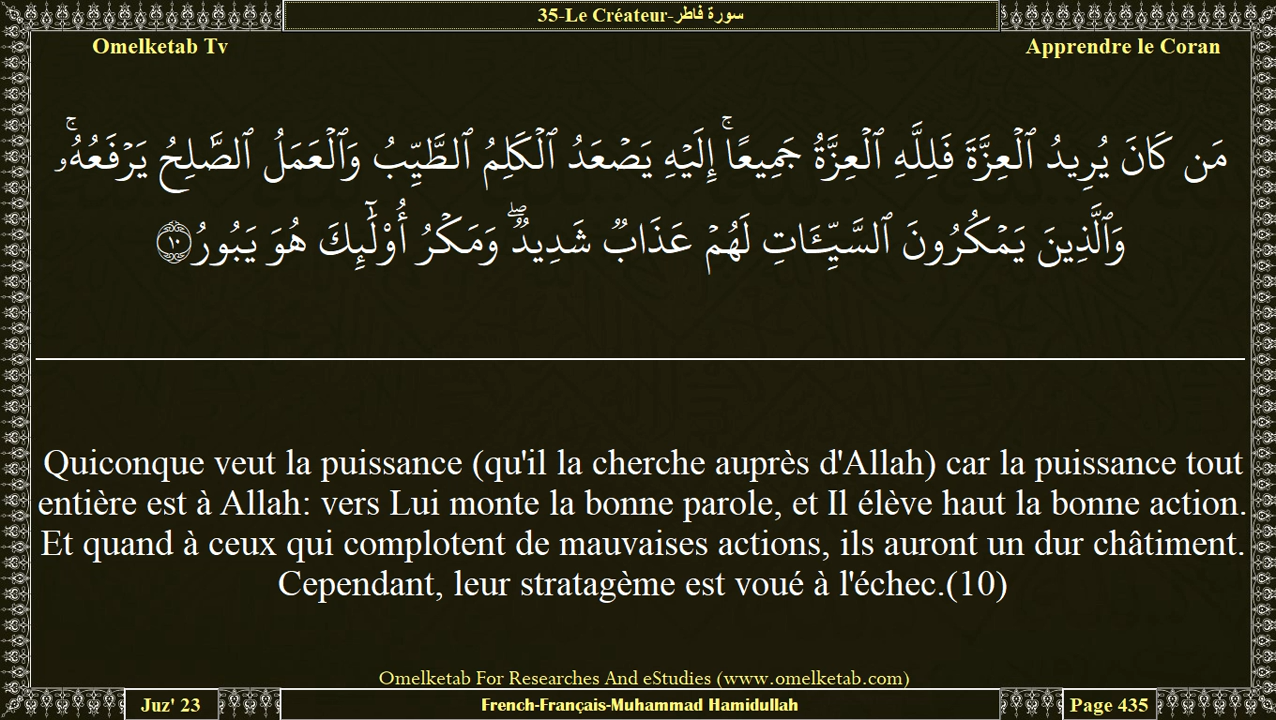 35-Le Créateur-سورة فاطر
Omelketab Tv
Apprendre le Coran
مَن كَانَ يُرِيدُ ٱلۡعِزَّةَ فَلِلَّهِ ٱلۡعِزَّةُ جَمِيعًاۚ إِلَيۡهِ يَصۡعَدُ ٱلۡكَلِمُ ٱلطَّيِّبُ وَٱلۡعَمَلُ ٱلصَّٰلِحُ يَرۡفَعُهُۥۚ
وَٱلَّذِينَ يَمۡكُرُونَ ٱلسَّيِّـَٔاتِ لَهُمۡ عَذَابٞ شَدِيدٞۖ وَمَكۡرُ أُوْلَٰٓئِكَ هُوَ يَبُورُ ١٠
Quiconque veut la puissance (qu'il la cherche auprès d'Allah) car la puissance tout
entière est à Allah: vers Lui monte la bonne parole, et Il élève haut la bonne action.
Et quand à ceux qui complotent de mauvaises actions, ils auront un dur châtiment.
Cependant, leur stratagème est voué à l'échec.(10)
Omelketab For Researches And eStudies (www.omelketab.com)
Juz' 23
French-Français-Muhammad Hamidullah
Page 435